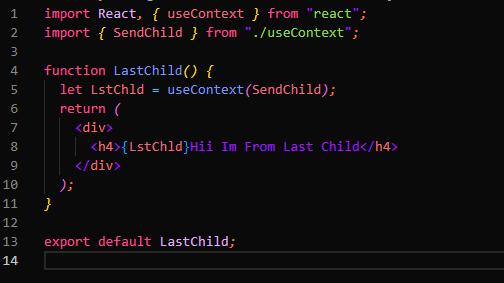 1 import React, { useContext } from "react";
2 import { SendChild } from "./useContext";
3
4 function LastChild() {
5   let LstChld = useContext(SendChild);
6   return (
7     <div>
8       <h4>{LstChld}Hii Im From Last Child</h4>
9     </div>
10   );
11 }
12
13 export default LastChild;
14